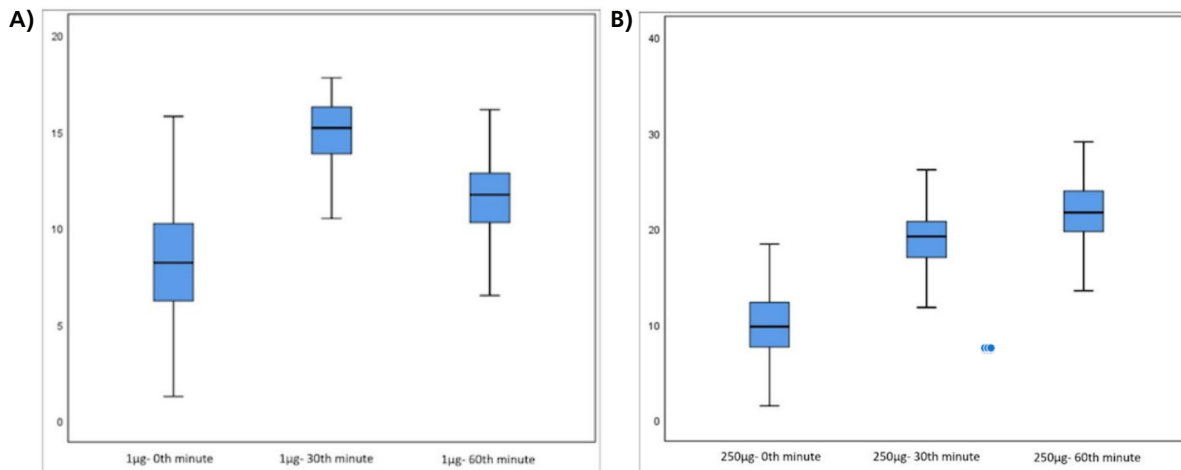 A)
20
15
10
5
0
1µg- 0th minute
1µg- 30th minute
1µg- 60th minute
B)
40
30
20
10
0
250µg- 0th minute
250µg- 30th minute
250µg- 60th minute